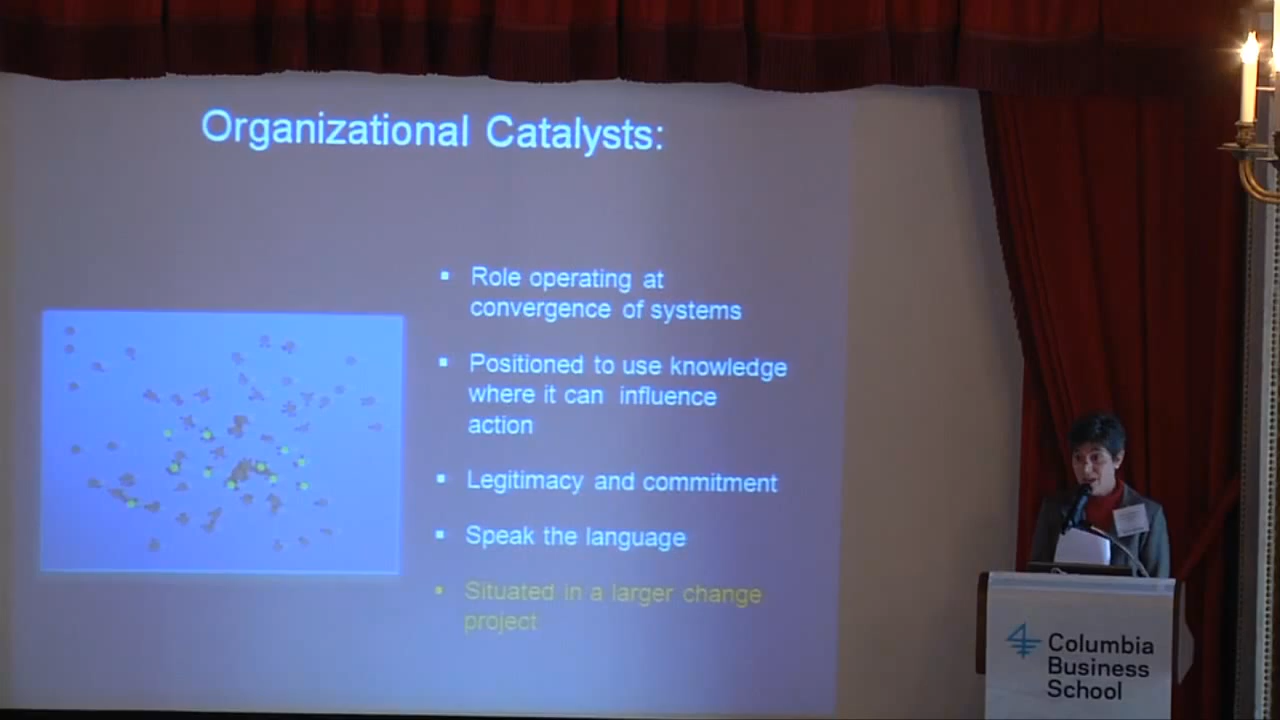 Organizational Catalysts:
▪ Role operating at
convergence of systems
▪ Positioned to use knowledge
where it can influence
action
▪ Legitimacy and commitment
▪ Speak the language
▪ Situated in a larger change
project
Columbia
Business
School